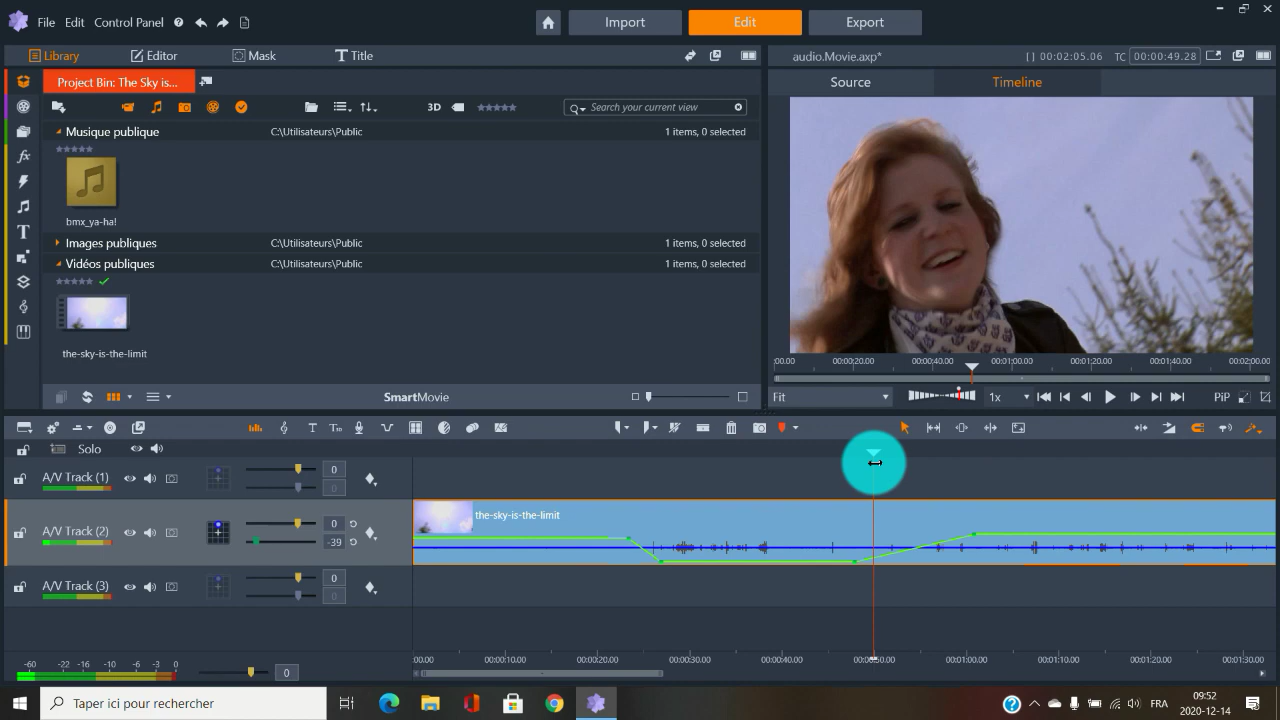 File Edit Control Panel
Import Edit Export
Library Editor Mask Title
audio.Movie.axp* [] 00:02:05.06 TC 00:00:49.28
Project Bin: The Sky is...
Source Timeline
3D Search your current view
Musique publique C:\Utilisateurs\Public 1 items, 0 selected
bmx_ya-ha!
Images publiques C:\Utilisateurs\Public 1 items, 0 selected
Vidéos publiques C:\Utilisateurs\Public 1 items, 0 selected
the-sky-is-the-limit
:00.00 00:00:20.00 00:00:40.00 00:01:00.00 00:01:20.00 00:01:40.00 00:02:00.00
SmartMovie
Fit 1x PiP
Solo
A/V Track (1) 0
0
the-sky-is-the-limit
A/V Track (2) 0
-39
A/V Track (3) 0
0
:00.00 00:00:10.00 00:00:20.00 00:00:30.00 00:00:40.00 00:00:50.00 00:01:00.00 00:01:10.00 00:01:20.00 00:01:30.00
-60 -22 -16 -10 -6 -3 0
0
Taper ici pour rechercher
FRA
09:52
2020-12-14